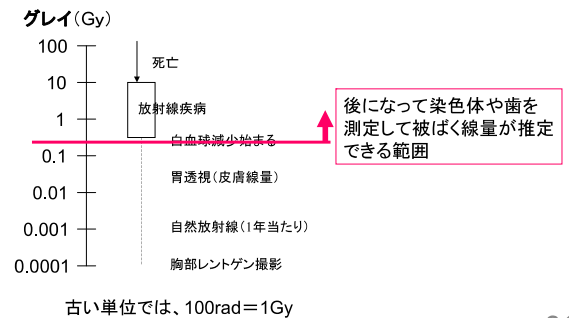 グレイ(Gy)
100
死亡
10
放射線疾病
1
後になって染色体や歯を
測定して被ばく線量が推定
できる範囲
白血球減少始まる
0.1
胃透視(皮膚線量)
0.01
自然放射線(1年当たり)
0.001
胸部レントゲン撮影
0.0001
古い単位では、100rad＝1Gy